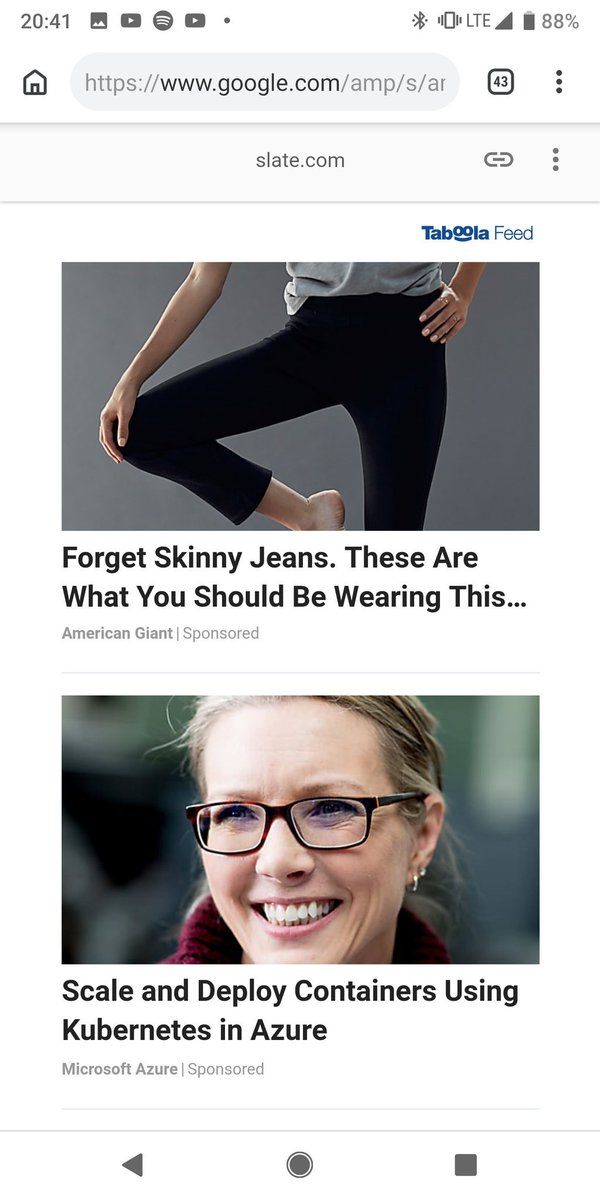 20:41 LTE 88%
https://www.google.com/amp/s/ar 43
slate.com
Taboola Feed
Forget Skinny Jeans. These Are
What You Should Be Wearing This...
American Giant | Sponsored
Scale and Deploy Containers Using
Kubernetes in Azure
Microsoft Azure | Sponsored